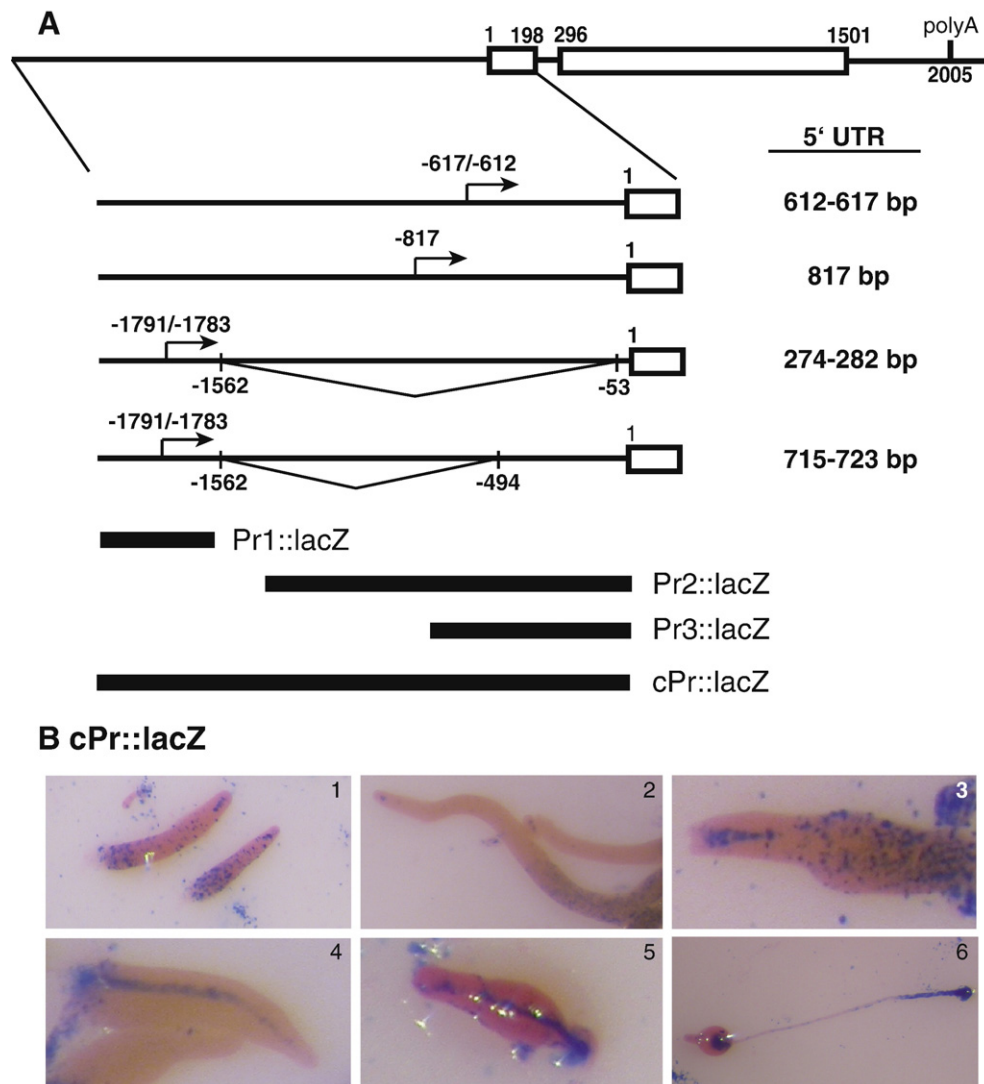 A
1 198 296 1501 polyA
2005
5‘ UTR
-617/-612 1
612-617 bp
-817 1
817 bp
-1791/-1783 1
274-282 bp
-1562 -53
-1791/-1783 1
715-723 bp
-1562 -494
Pr1::lacZ
Pr2::lacZ
Pr3::lacZ
cPr::lacZ
B cPr::lacZ
1 2 3
4 5 6